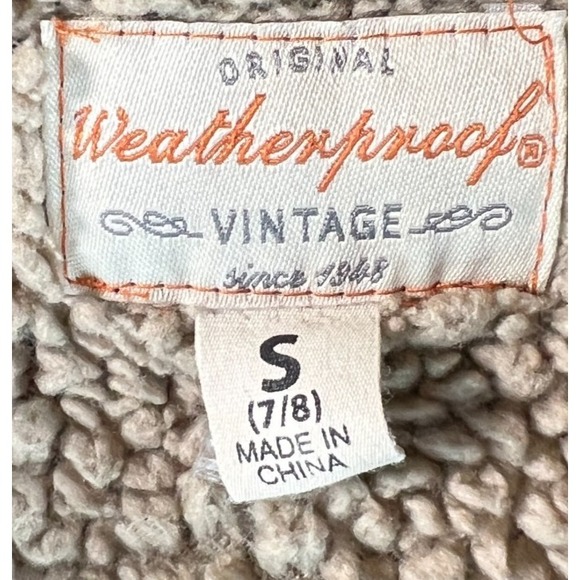 ORIGINAL
Weatherproof®
VINTAGE
since 1948
S
(7/8)
MADE IN
CHINA